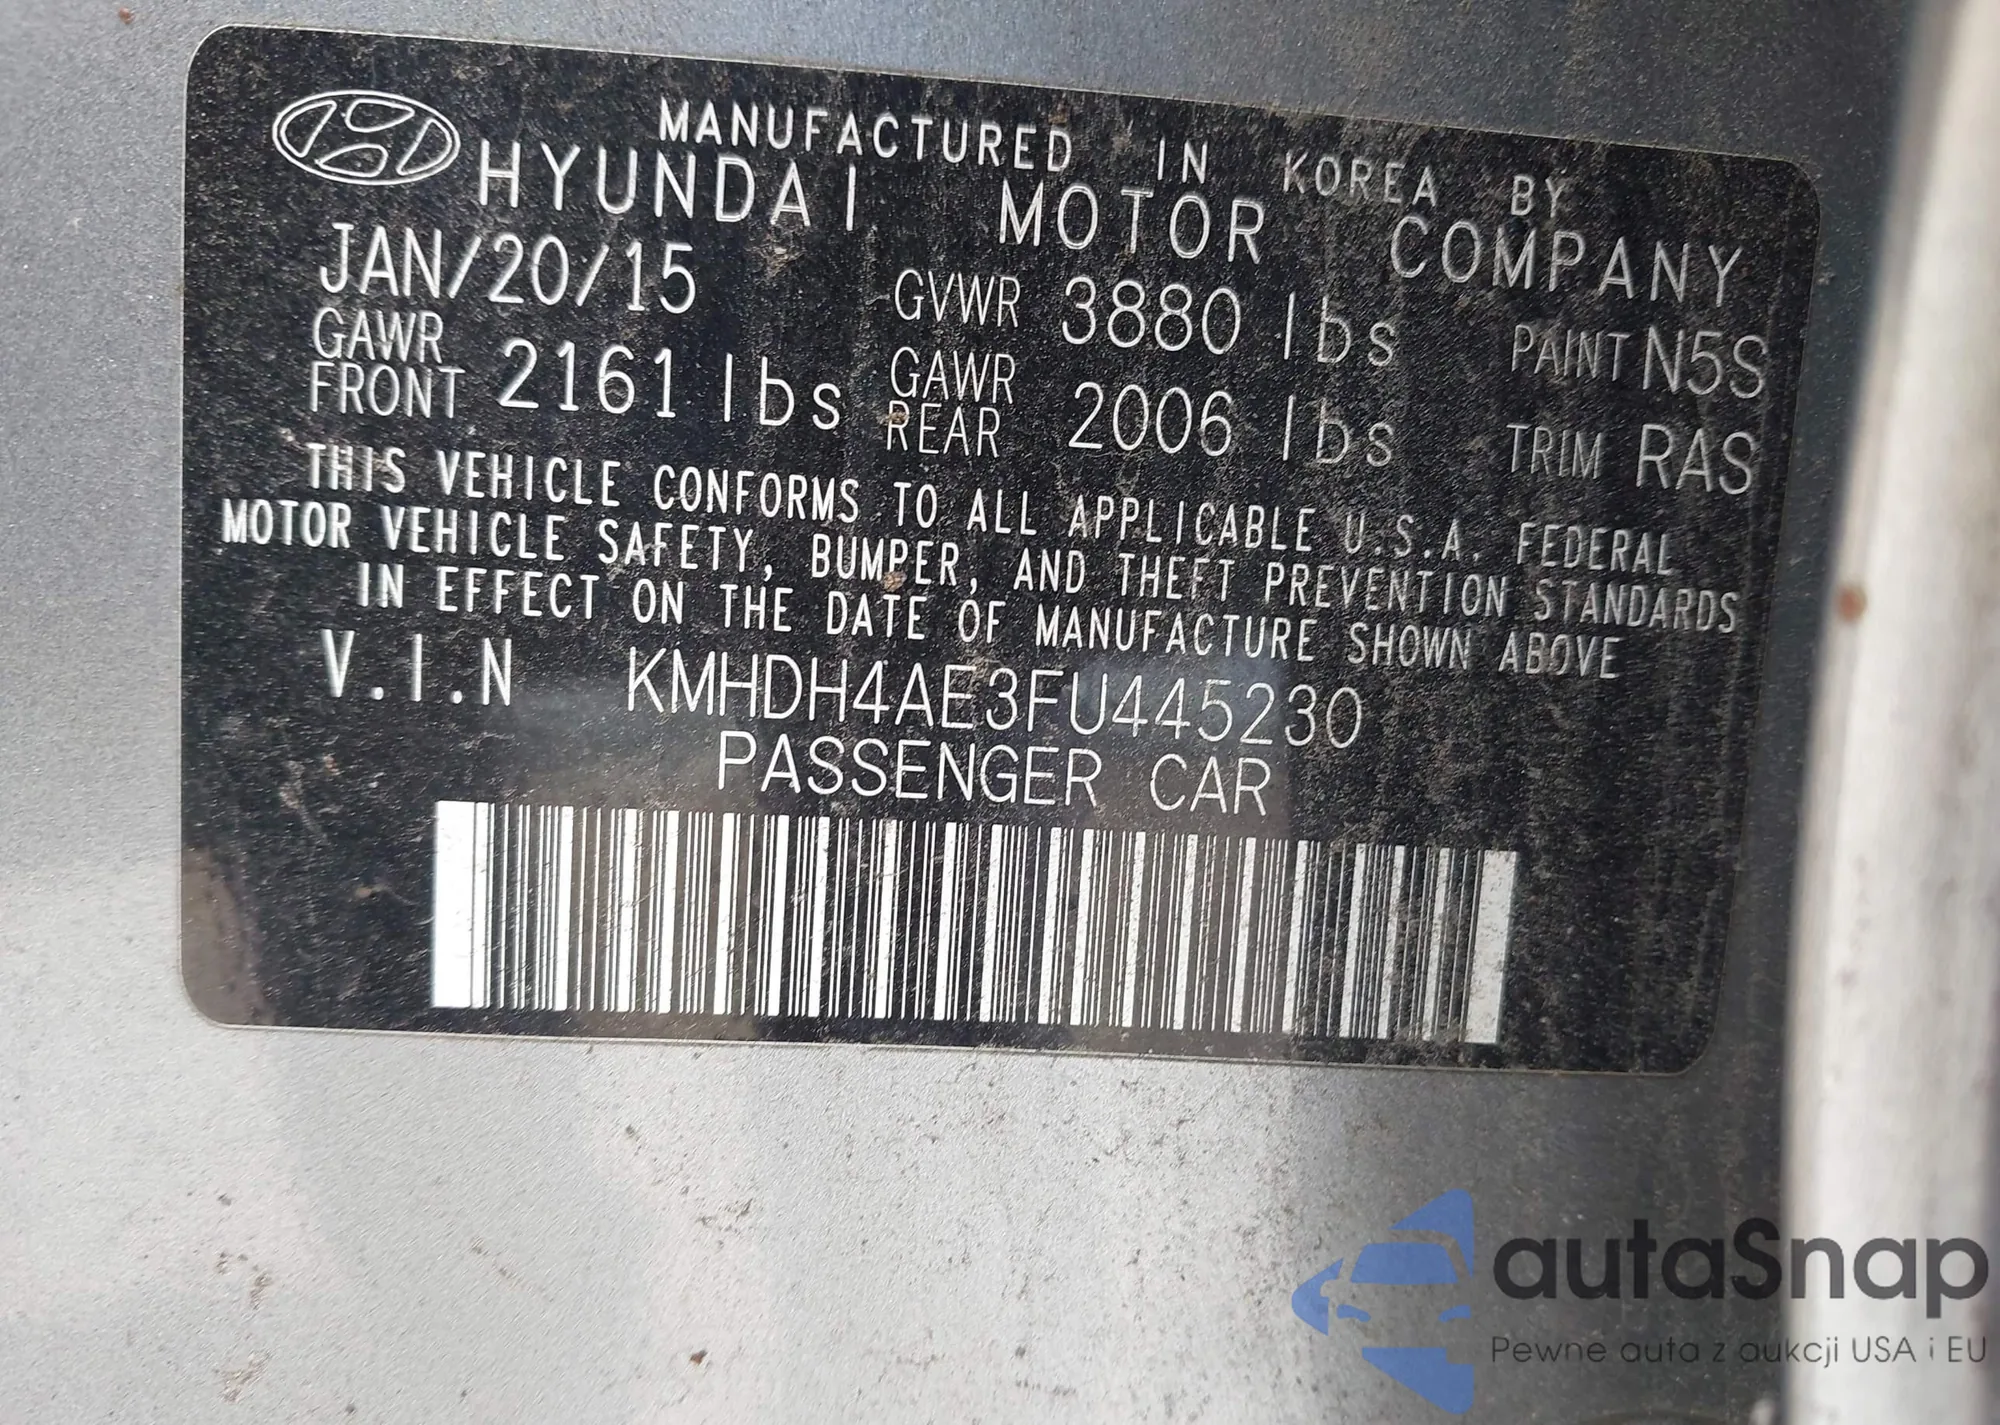 MANUFACTURED IN KOREA BY
HYUNDAI MOTOR COMPANY
JAN/20/15 GVWR 3880 lbs PAINT N5S
GAWR FRONT 2161 lbs GAWR REAR 2006 lbs TRIM RAS
THIS VEHICLE CONFORMS TO ALL APPLICABLE U.S.A. FEDERAL
MOTOR VEHICLE SAFETY, BUMPER, AND THEFT PREVENTION STANDARDS
IN EFFECT ON THE DATE OF MANUFACTURE SHOWN ABOVE
V.I.N KMHDH4AE3FU445230
PASSENGER CAR
autaSnap
Pewne auta z aukcji USA i EU